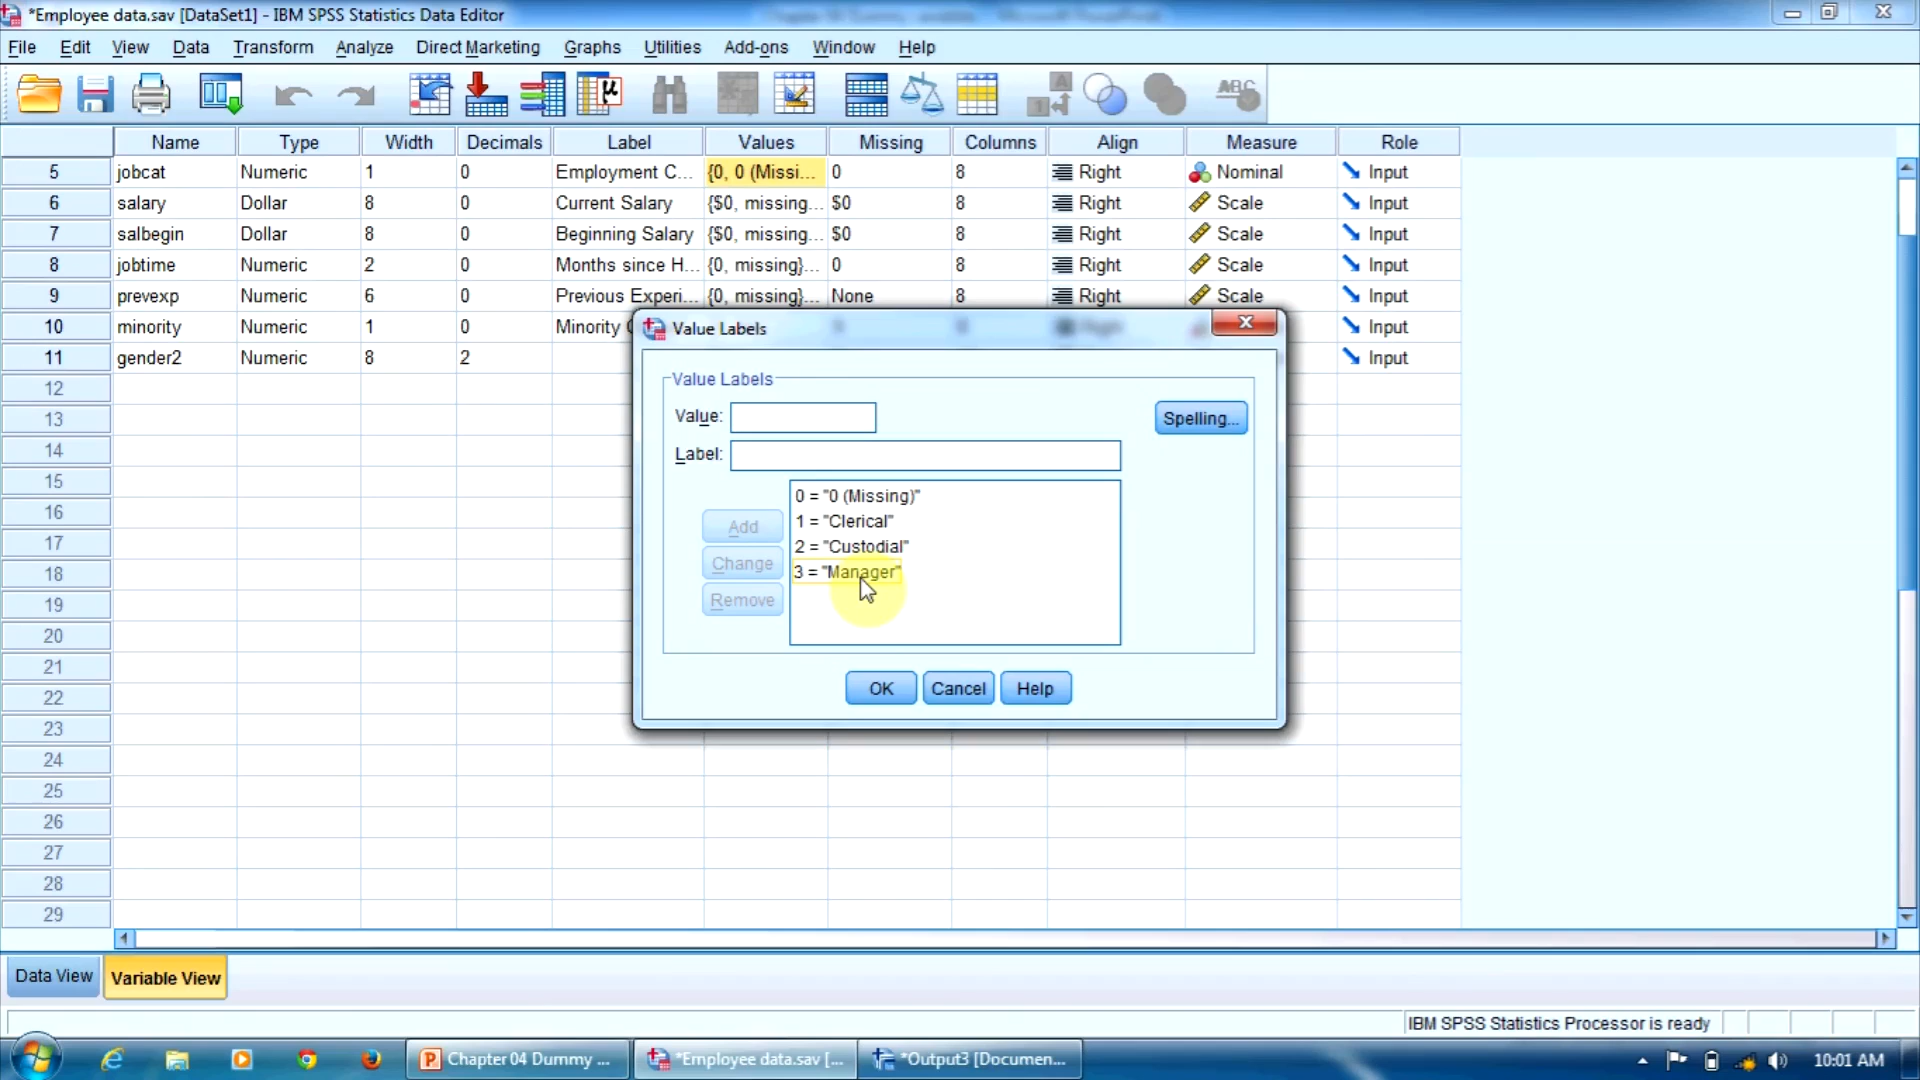 *Employee data.sav [DataSet1] - IBM SPSS Statistics Data Editor
File Edit View Data Transform Analyze Direct Marketing Graphs Utilities Add-ons Window Help
Name Type Width Decimals Label Values Missing Columns Align Measure Role
5 jobcat Numeric 1 0 Employment C... {0, 0 (Missi... 0 8 Right Nominal Input
6 salary Dollar 8 0 Current Salary {$0, missing... $0 8 Right Scale Input
7 salbegin Dollar 8 0 Beginning Salary {$0, missing... $0 8 Right Scale Input
8 jobtime Numeric 2 0 Months since H... {0, missing}... 0 8 Right Scale Input
9 prevexp Numeric 6 0 Previous Experi... {0, missing}... None 8 Right Scale Input
10 minority Numeric 1 0 Minority Input
11 gender2 Numeric 8 2 Input
12
13
14
15
16
17
18
19
20
21
22
23
24
25
26
27
28
29
Value Labels
Value Labels
Value:
Spelling...
Label:
0 = "0 (Missing)"
1 = "Clerical"
2 = "Custodial"
3 = "Manager"
Add
Change
Remove
OK Cancel Help
Data View Variable View
IBM SPSS Statistics Processor is ready
Chapter 04 Dummy ... *Employee data.sav [... *Output3 [Documen... 10:01 AM